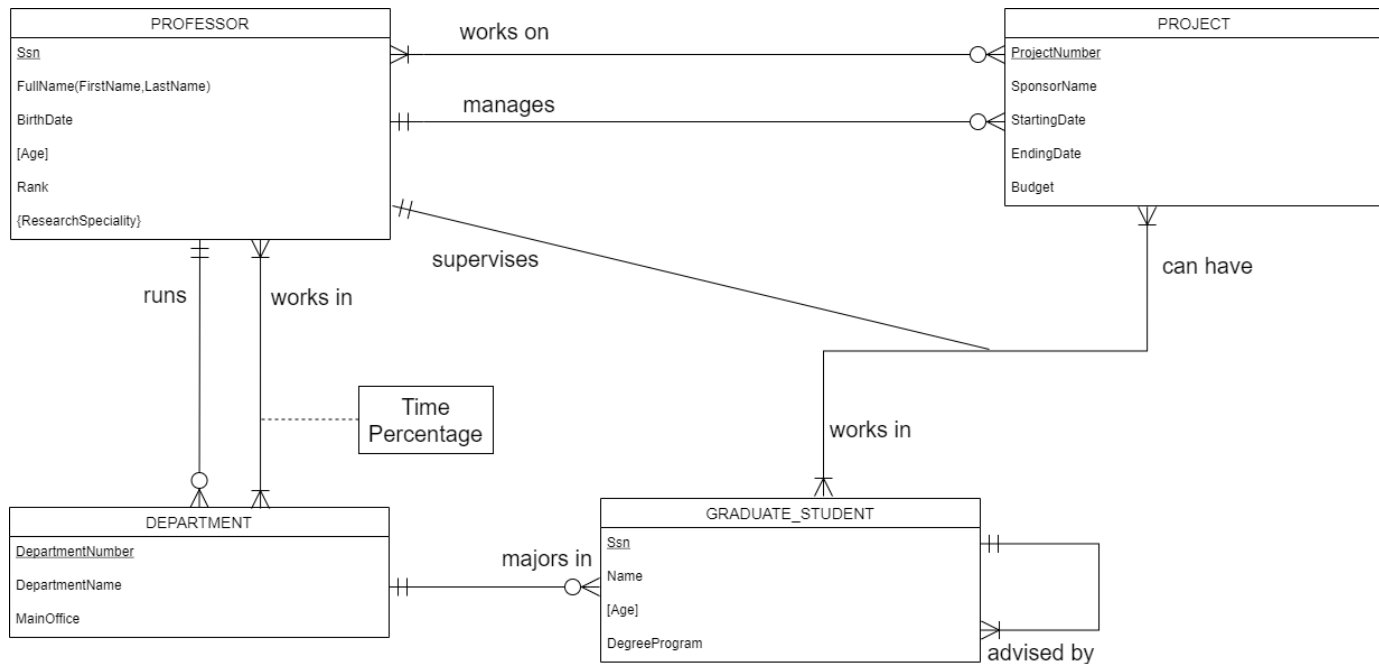 PROFESSOR
Ssn
FullName(FirstName,LastName)
BirthDate
[Age]
Rank
{ResearchSpeciality}
works on
manages
supervises
PROJECT
ProjectNumber
SponsorName
StartingDate
EndingDate
Budget
can have
runs
works in
Time
Percentage
works in
DEPARTMENT
DepartmentNumber
DepartmentName
MainOffice
majors in
GRADUATE_STUDENT
Ssn
Name
[Age]
DegreeProgram
advised by